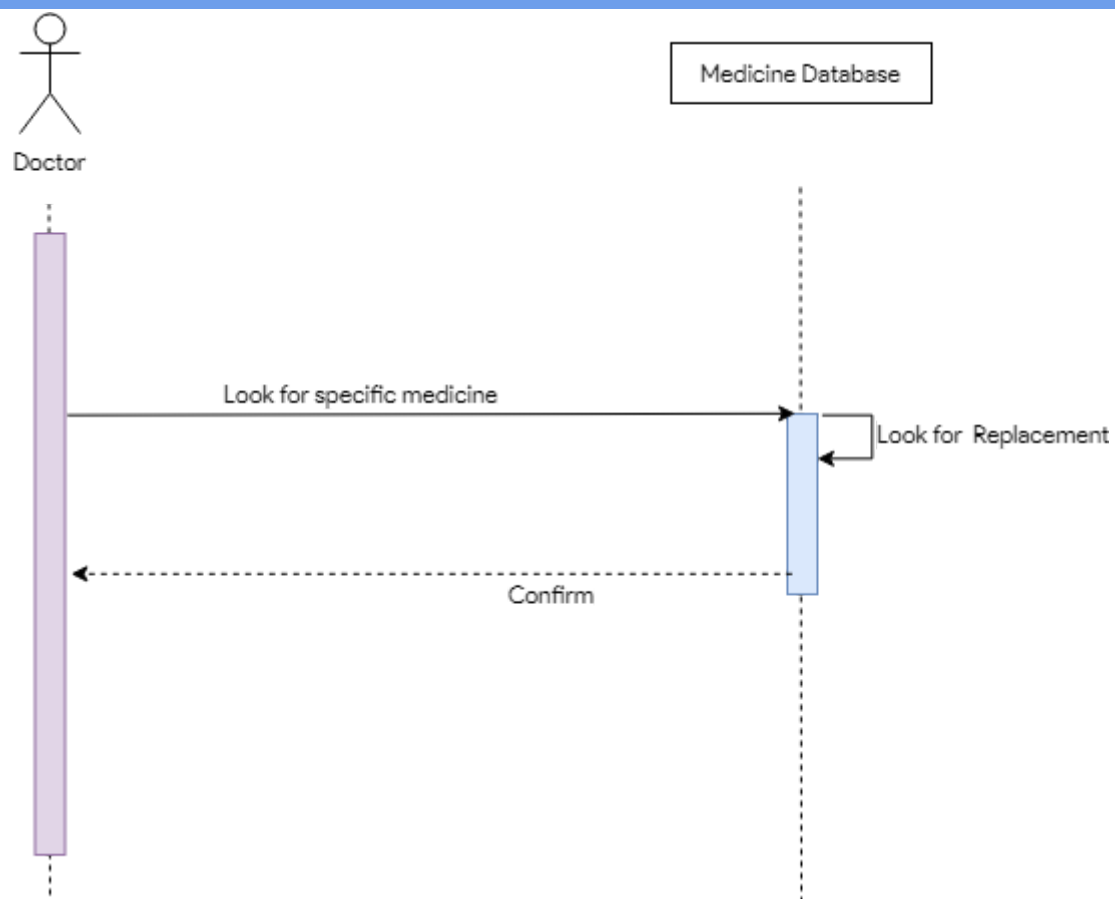 Medicine Database
Doctor
Look for specific medicine
Look for  Replacement
Confirm